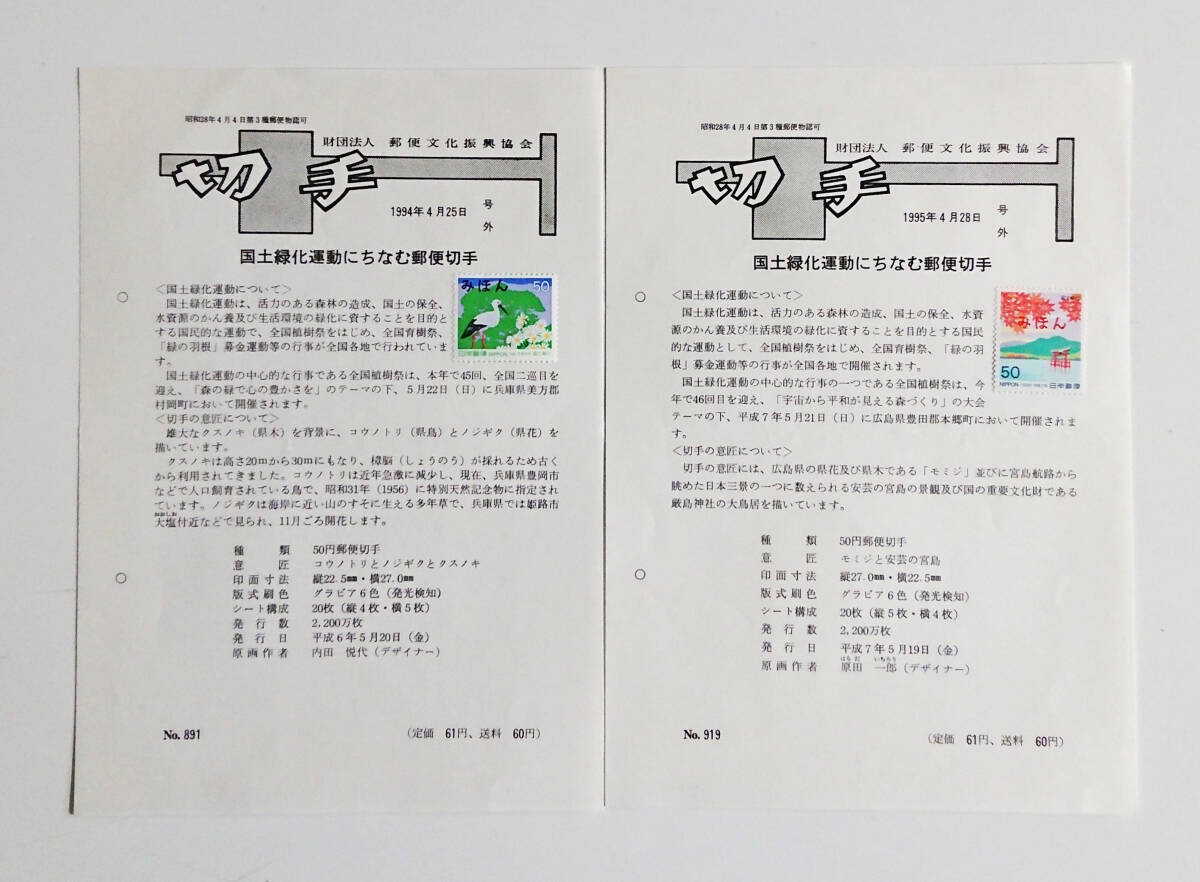 昭和28年4月4日第3種郵便物認可
財団法人 郵便文化振興協会
切手
1994年4月25日
号外
国土緑化運動にちなむ郵便切手
みほん 50
NIPPON
〈国土緑化運動について〉
国土緑化運動は、活力のある森林の造成、国土の保全、
水資源のかん養及び生活環境の緑化に資することを目的と
する国民的な運動で、全国植樹祭をはじめ、全国育樹祭、
「緑の羽根」募金運動等の行事が全国各地で行われていま
す。
国土緑化運動の中心的な行事である全国植樹祭は、本年で45回、全国二巡目を
迎え、「森の緑で心の豊かさを」のテーマの下、5月22日（日）に兵庫県美方郡
村岡町において開催されます。
〈切手の意匠について〉
雄大なクスノキ（県木）を背景に、コウノトリ（県鳥）とノジギク（県花）を
描いています。
クスノキは高さ20mから30mにもなり、樟脳（しょうのう）が採れるため古く
から利用されてきました。コウノトリは近年急激に減少し、現在、兵庫県豊岡市
などで人口飼育されている鳥で、昭和31年（1956）に特別天然記念物に指定され
ています。ノジギクは海岸に近い山のすそに生える多年草で、兵庫県では姫路市
おおしお
大塩付近などで見られ、11月ごろ開花します。
種類 50円郵便切手
意匠 コウノトリとノジギクとクスノキ
印面寸法 縦22.5㎜・横27.0㎜
版式刷色 グラビア6色（発光検知）
シート構成 20枚（縦4枚・横5枚）
発行数 2,200万枚
発行日 平成6年5月20日（金）
原画作者 内田 悦代（デザイナー）
No. 891
（定価 61円、送料 60円）
昭和28年4月4日第3種郵便物認可
財団法人 郵便文化振興協会
切手
1995年4月28日
号外
国土緑化運動にちなむ郵便切手
みほん
50
NIPPON
日本郵便
〈国土緑化運動について〉
国土緑化運動は、活力のある森林の造成、国土の保全、水資
源のかん養及び生活環境の緑化に資することを目的とする国民
的な運動として、全国植樹祭をはじめ、全国育樹祭、「緑の羽
根」募金運動等の行事が全国各地で開催されます。
国土緑化運動の中心的な行事の一つである全国植樹祭は、今
年で46回目を迎え、「宇宙から平和が見える森づくり」の大会
テーマの下、平成7年5月21日（日）に広島県豊田郡本郷町において開催されま
す。
〈切手の意匠について〉
切手の意匠には、広島県の県花及び県木である「モミジ」並びに宮島航路から
眺めた日本三景の一つに数えられる安芸の宮島の景観及び国の重要文化財である
厳島神社の大鳥居を描いています。
種類 50円郵便切手
意匠 モミジと安芸の宮島
印面寸法 縦27.0㎜・横22.5㎜
版式刷色 グラビア6色（発光検知）
シート構成 20枚（縦5枚・横4枚）
発行数 2,200万枚
発行日 平成7年5月19日（金）
はらだ いちろう
原画作者 原田 一郎（デザイナー）
No. 919
（定価 61円、送料 60円）